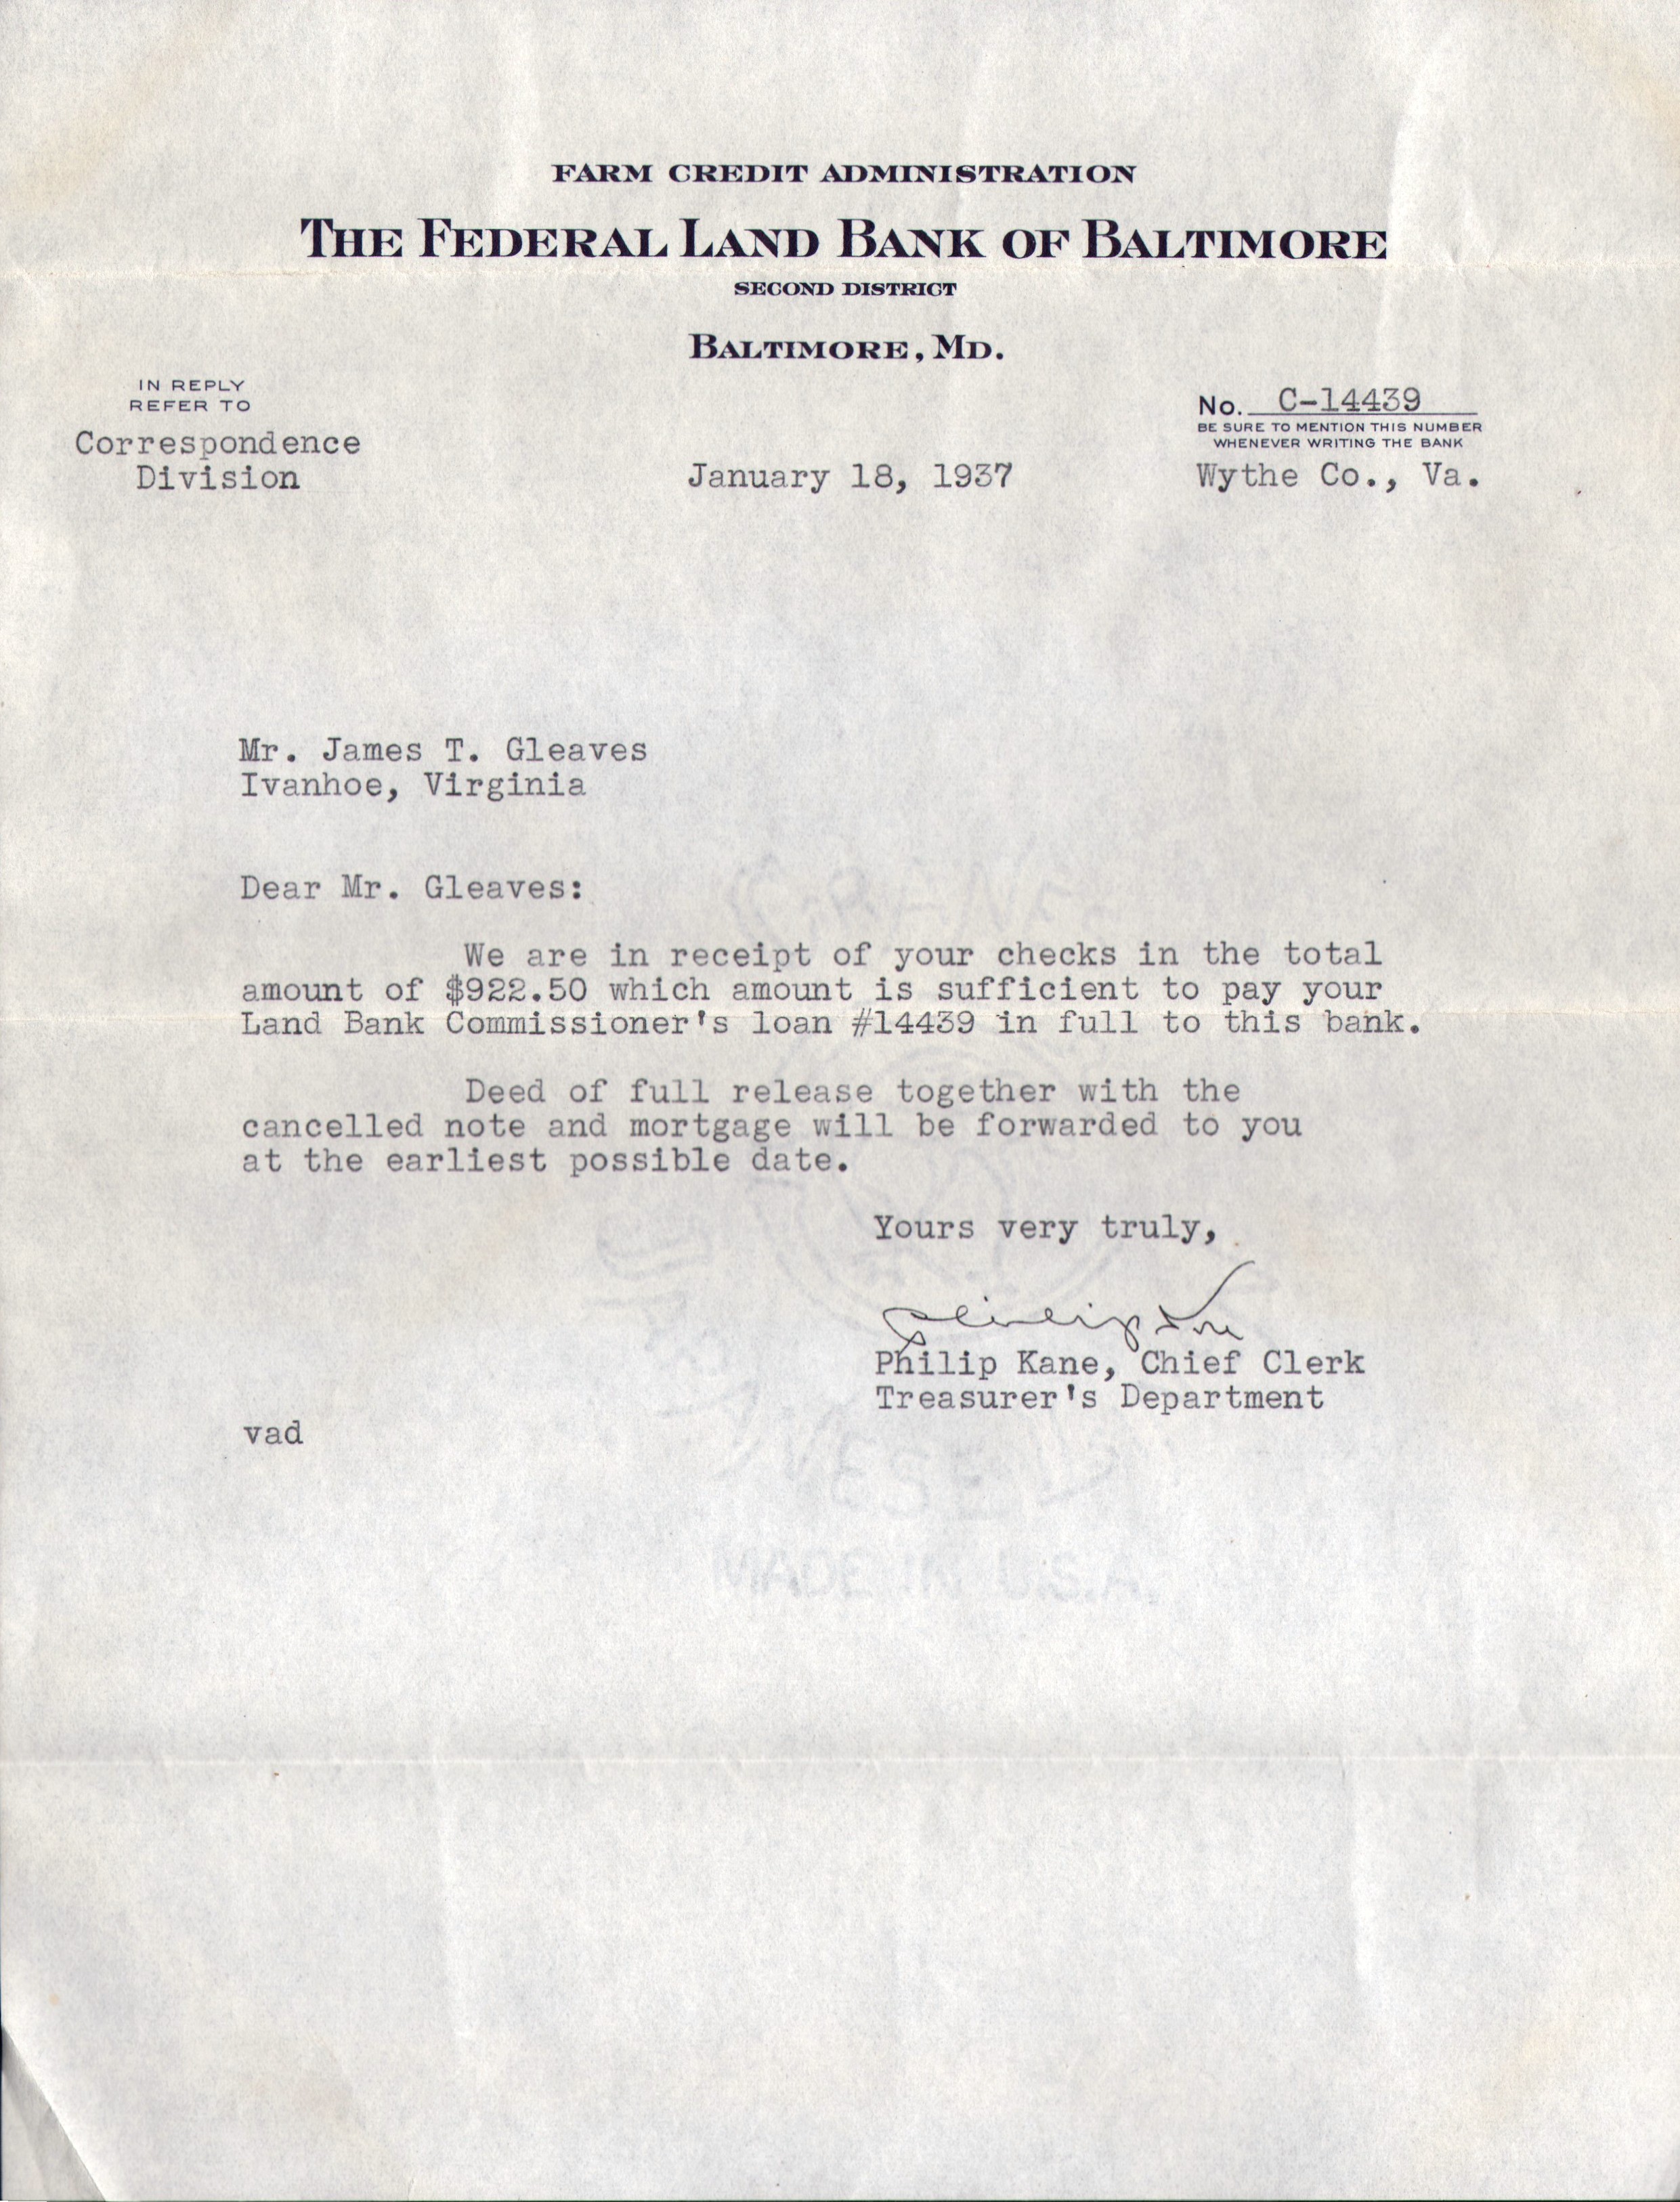 FARM CREDIT ADMINISTRATION
THE FEDERAL LAND BANK OF BALTIMORE
SECOND DISTRICT
BALTIMORE, MD.
IN REPLY
REFER TO
Correspondence
Division
January 18, 1937
No. C-14439
BE SURE TO MENTION THIS NUMBER
WHENEVER WRITING THE BANK
Wythe Co., Va.
Mr. James T. Gleaves
Ivanhoe, Virginia
Dear Mr. Gleaves:
We are in receipt of your checks in the total
amount of $922.50 which amount is sufficient to pay your
Land Bank Commissioner's loan #14439 in full to this bank.
Deed of full release together with the
cancelled note and mortgage will be forwarded to you
at the earliest possible date.
Yours very truly,
Philip Kane
Philip Kane, Chief Clerk
Treasurer's Department
vad
MADE IN U.S.A.